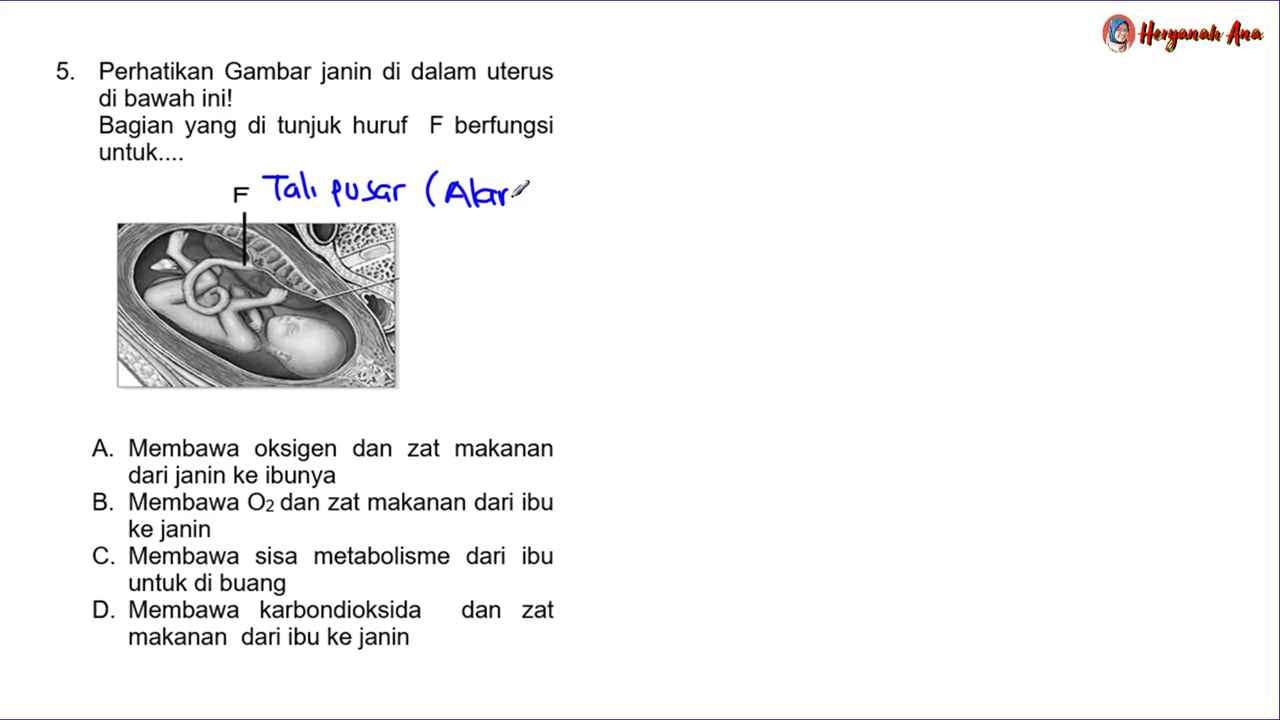 Heryanah Ana
5. Perhatikan Gambar janin di dalam uterus
di bawah ini!
Bagian yang di tunjuk huruf F berfungsi
untuk....
F Tali pusar (Alar
A. Membawa oksigen dan zat makanan
dari janin ke ibunya
B. Membawa O2 dan zat makanan dari ibu
ke janin
C. Membawa sisa metabolisme dari ibu
untuk di buang
D. Membawa karbondioksida dan zat
makanan dari ibu ke janin